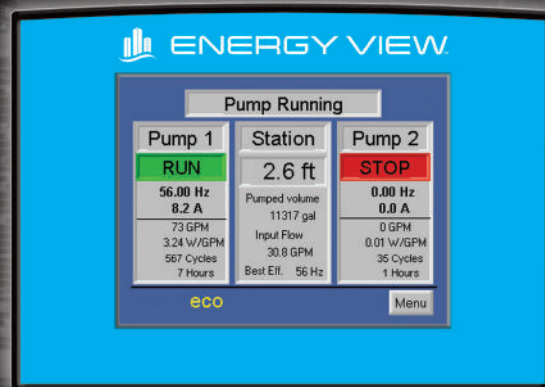 ENERGY VIEW
Pump Running
Pump 1
RUN
56.00 Hz
8.2 A
73 GPM
3.24 W/GPM
567 Cycles
7 Hours
Station
2.6 ft
Pumped volume
11317 gal
Input Flow
30.8 GPM
Best Eff. 56 Hz
Pump 2
STOP
0.00 Hz
0.0 A
0 GPM
0.01 W/GPM
35 Cycles
1 Hours
eco
Menu